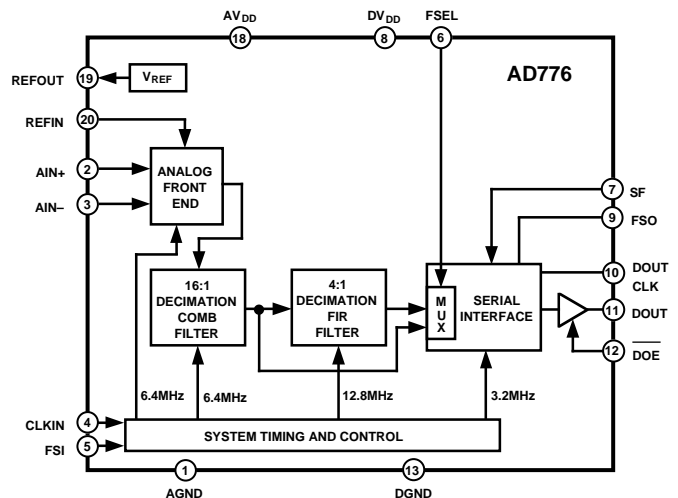 AVDD
DVDD
FSEL
18
8
6
AD776
REFOUT
19
VREF
REFIN
20
AIN+
2
AIN–
3
ANALOG
FRONT
END
7
SF
9
FSO
10
DOUT
CLK
11
DOUT
12
DOE
16:1
DECIMATION
COMB
FILTER
4:1
DECIMATION
FIR
FILTER
MUX
SERIAL
INTERFACE
6.4MHz
6.4MHz
12.8MHz
3.2MHz
CLKIN
4
FSI
5
SYSTEM TIMING AND CONTROL
1
13
AGND
DGND